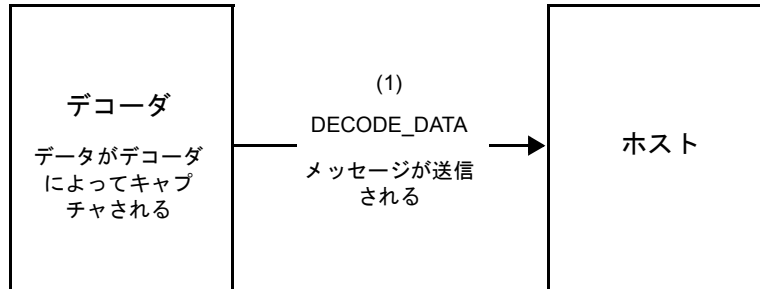 デコーダ
データがデコーダ
によってキャプ
チャされる
(1)
DECODE_DATA
メッセージが送信
される
ホスト